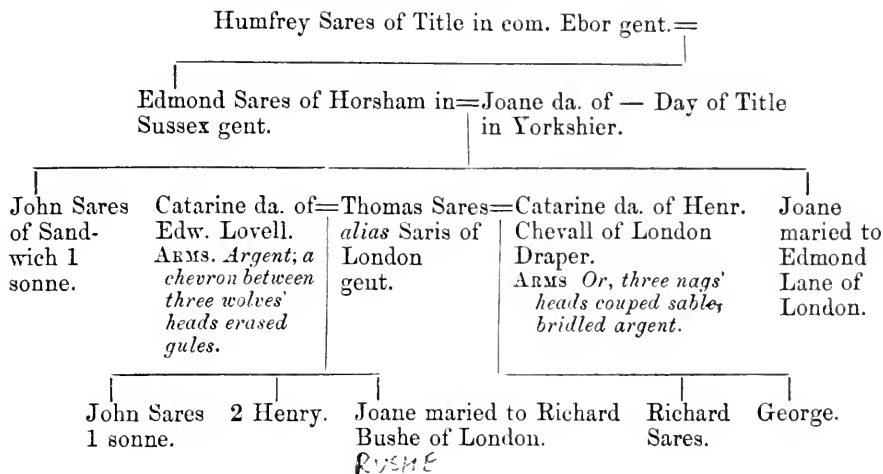 Humfrey Sares of Title in com. Ebor gent.=
Edmond Sares of Horsham in=Joane da. of — Day of Title
Sussex gent.
in Yorkshier.
John Sares
of Sand-
wich 1
sonne.
Catarine da. of=Thomas Sares=Catarine da. of Henr.
Edw. Lovell.
ARMS. Argent; a
chevron between
three wolves'
heads erased
gules.
alias Saris of
London
gent.
Chevall of London
Draper.
ARMS Or, three nags'
heads couped sable,
bridled argent.
Joane
maried to
Edmond
Lane of
London.
John Sares
1 sonne.
2 Henry.
Joane maried to Richard
Bushe of London.
RUSHE
Richard
Sares.
George.